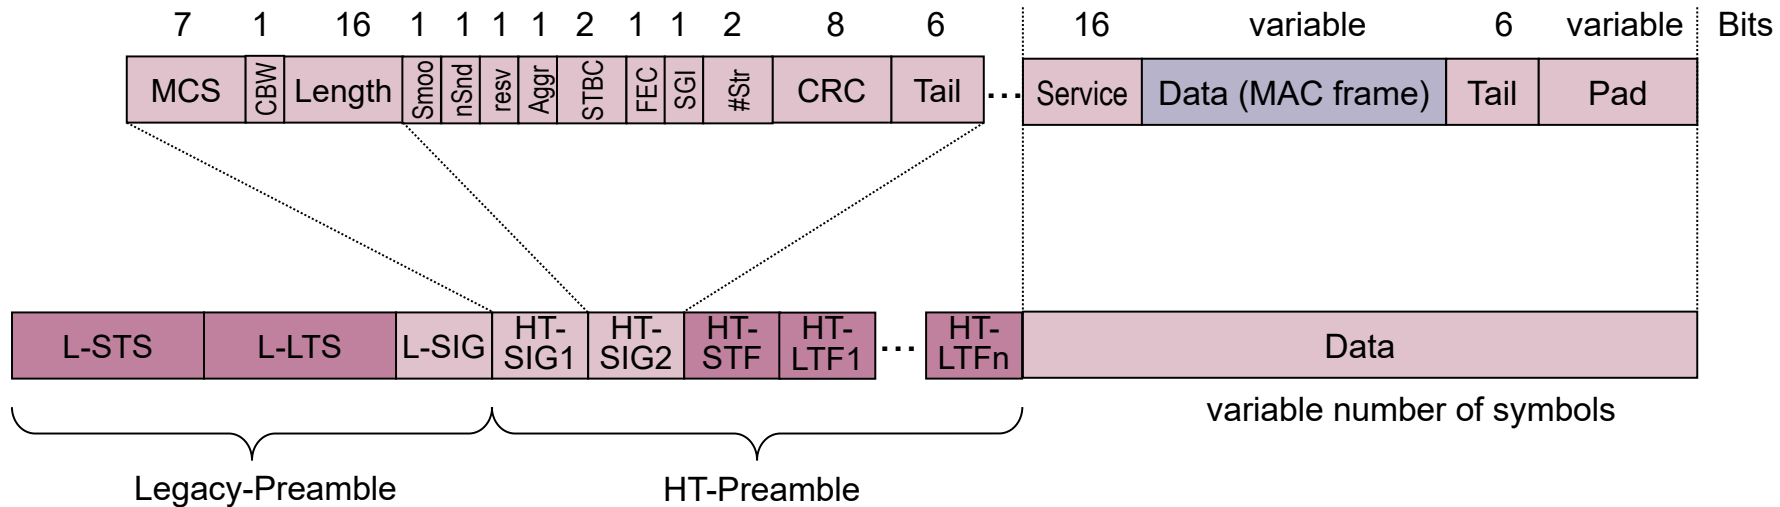 7 1 16 1 1 1 1 2 1 1 2 8 6 16 variable 6 variable Bits
MCS CBW Length Smoo nSnd resv Aggr STBC FEC SGI #Str CRC Tail ... Service Data (MAC frame) Tail Pad
L-STS L-LTS L-SIG HT-SIG1 HT-SIG2 HT-STF HT-LTF1 ... HT-LTFn Data
variable number of symbols
Legacy-Preamble HT-Preamble